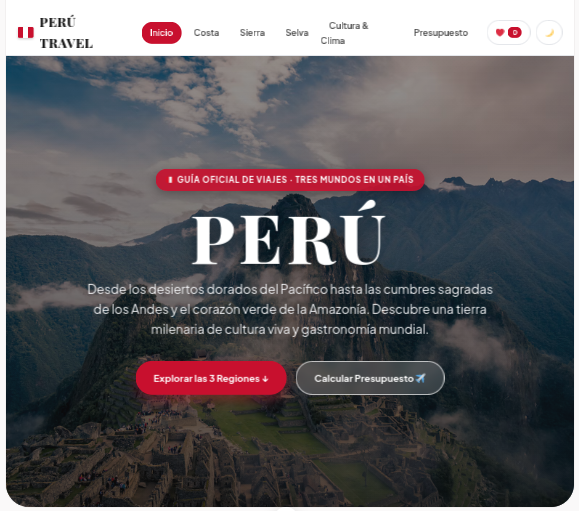 PERÚ
TRAVEL
Inicio
Costa
Sierra
Selva
Cultura &
Clima
Presupuesto
0
GUÍA OFICIAL DE VIAJES · TRES MUNDOS EN UN PAÍS
PERÚ
Desde los desiertos dorados del Pacífico hasta las cumbres sagradas
de los Andes y el corazón verde de la Amazonía. Descubre una tierra
milenaria de cultura viva y gastronomía mundial.
Explorar las 3 Regiones ↓
Calcular Presupuesto ✈️